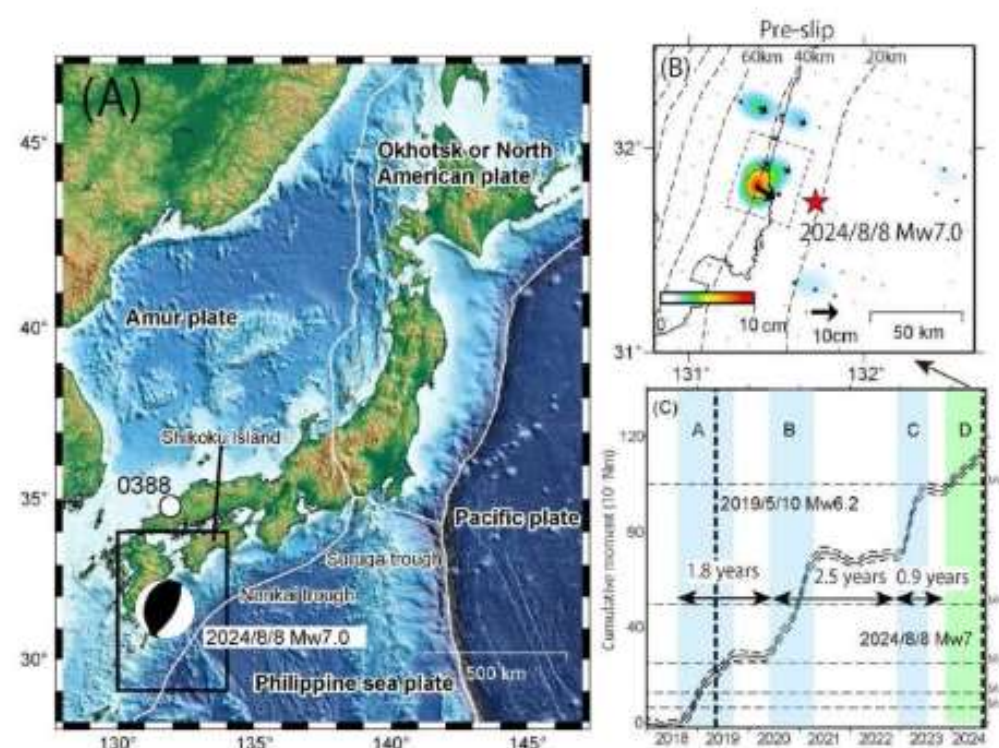 (A)
45°
40°
35°
30°
130°
135°
140°
145°
Okhotsk or North
American plate
Amur plate
Shikoku Island
0388
Pacific plate
Suruga trough
Nankai trough
2024/8/8 Mw7.0
500 km
Philippine sea plate
Pre-slip
(B)
60km
40km
20km
32°
2024/8/8 Mw7.0
0
10 cm
10cm
50 km
31°
131°
132°
(C)
A
B
C
D
120
80
40
0
Cumulative moment
2019/5/10 Mw6.2
1.8 years
2.5 years
0.9 years
2024/8/8 Mw7
2018
2019
2020
2021
2022
2023
2024